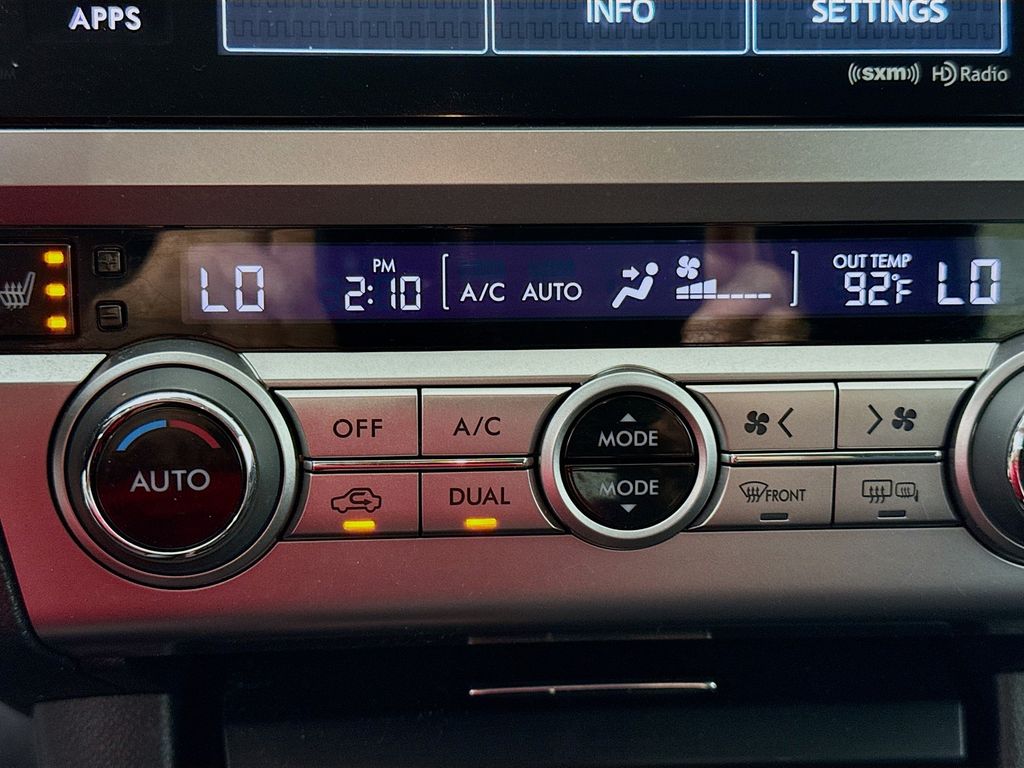 APPS INFO SETTINGS
((sxm)) HD Radio
PM OUT TEMP
LO 2:10 A/C AUTO 92°F LO
OFF A/C MODE
AUTO DUAL MODE FRONT